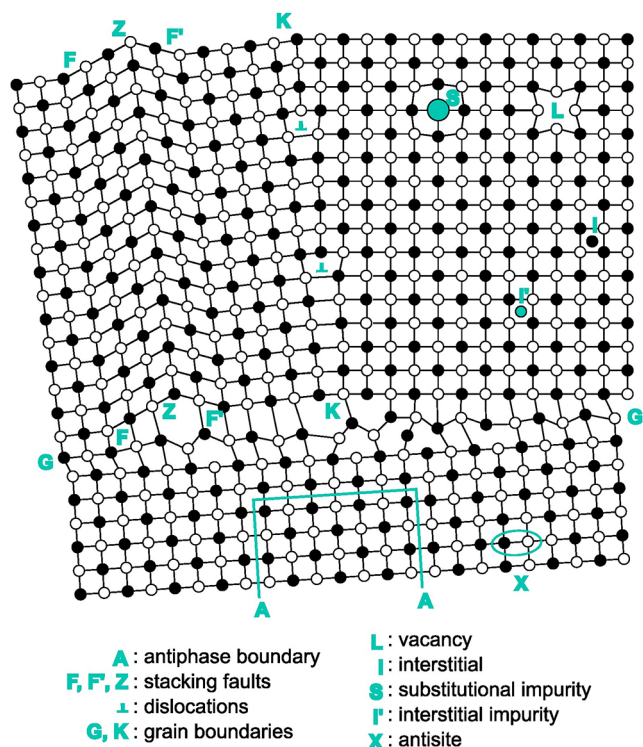 Z
K
F
F'
S
L
⊥
I
⊥
I'
Z
K
F'
F
G
G
A
A
X
A : antiphase boundary
F, F', Z : stacking faults
⊥ : dislocations
G, K : grain boundaries
L : vacancy
I : interstitial
S : substitutional impurity
I' : interstitial impurity
X : antisite